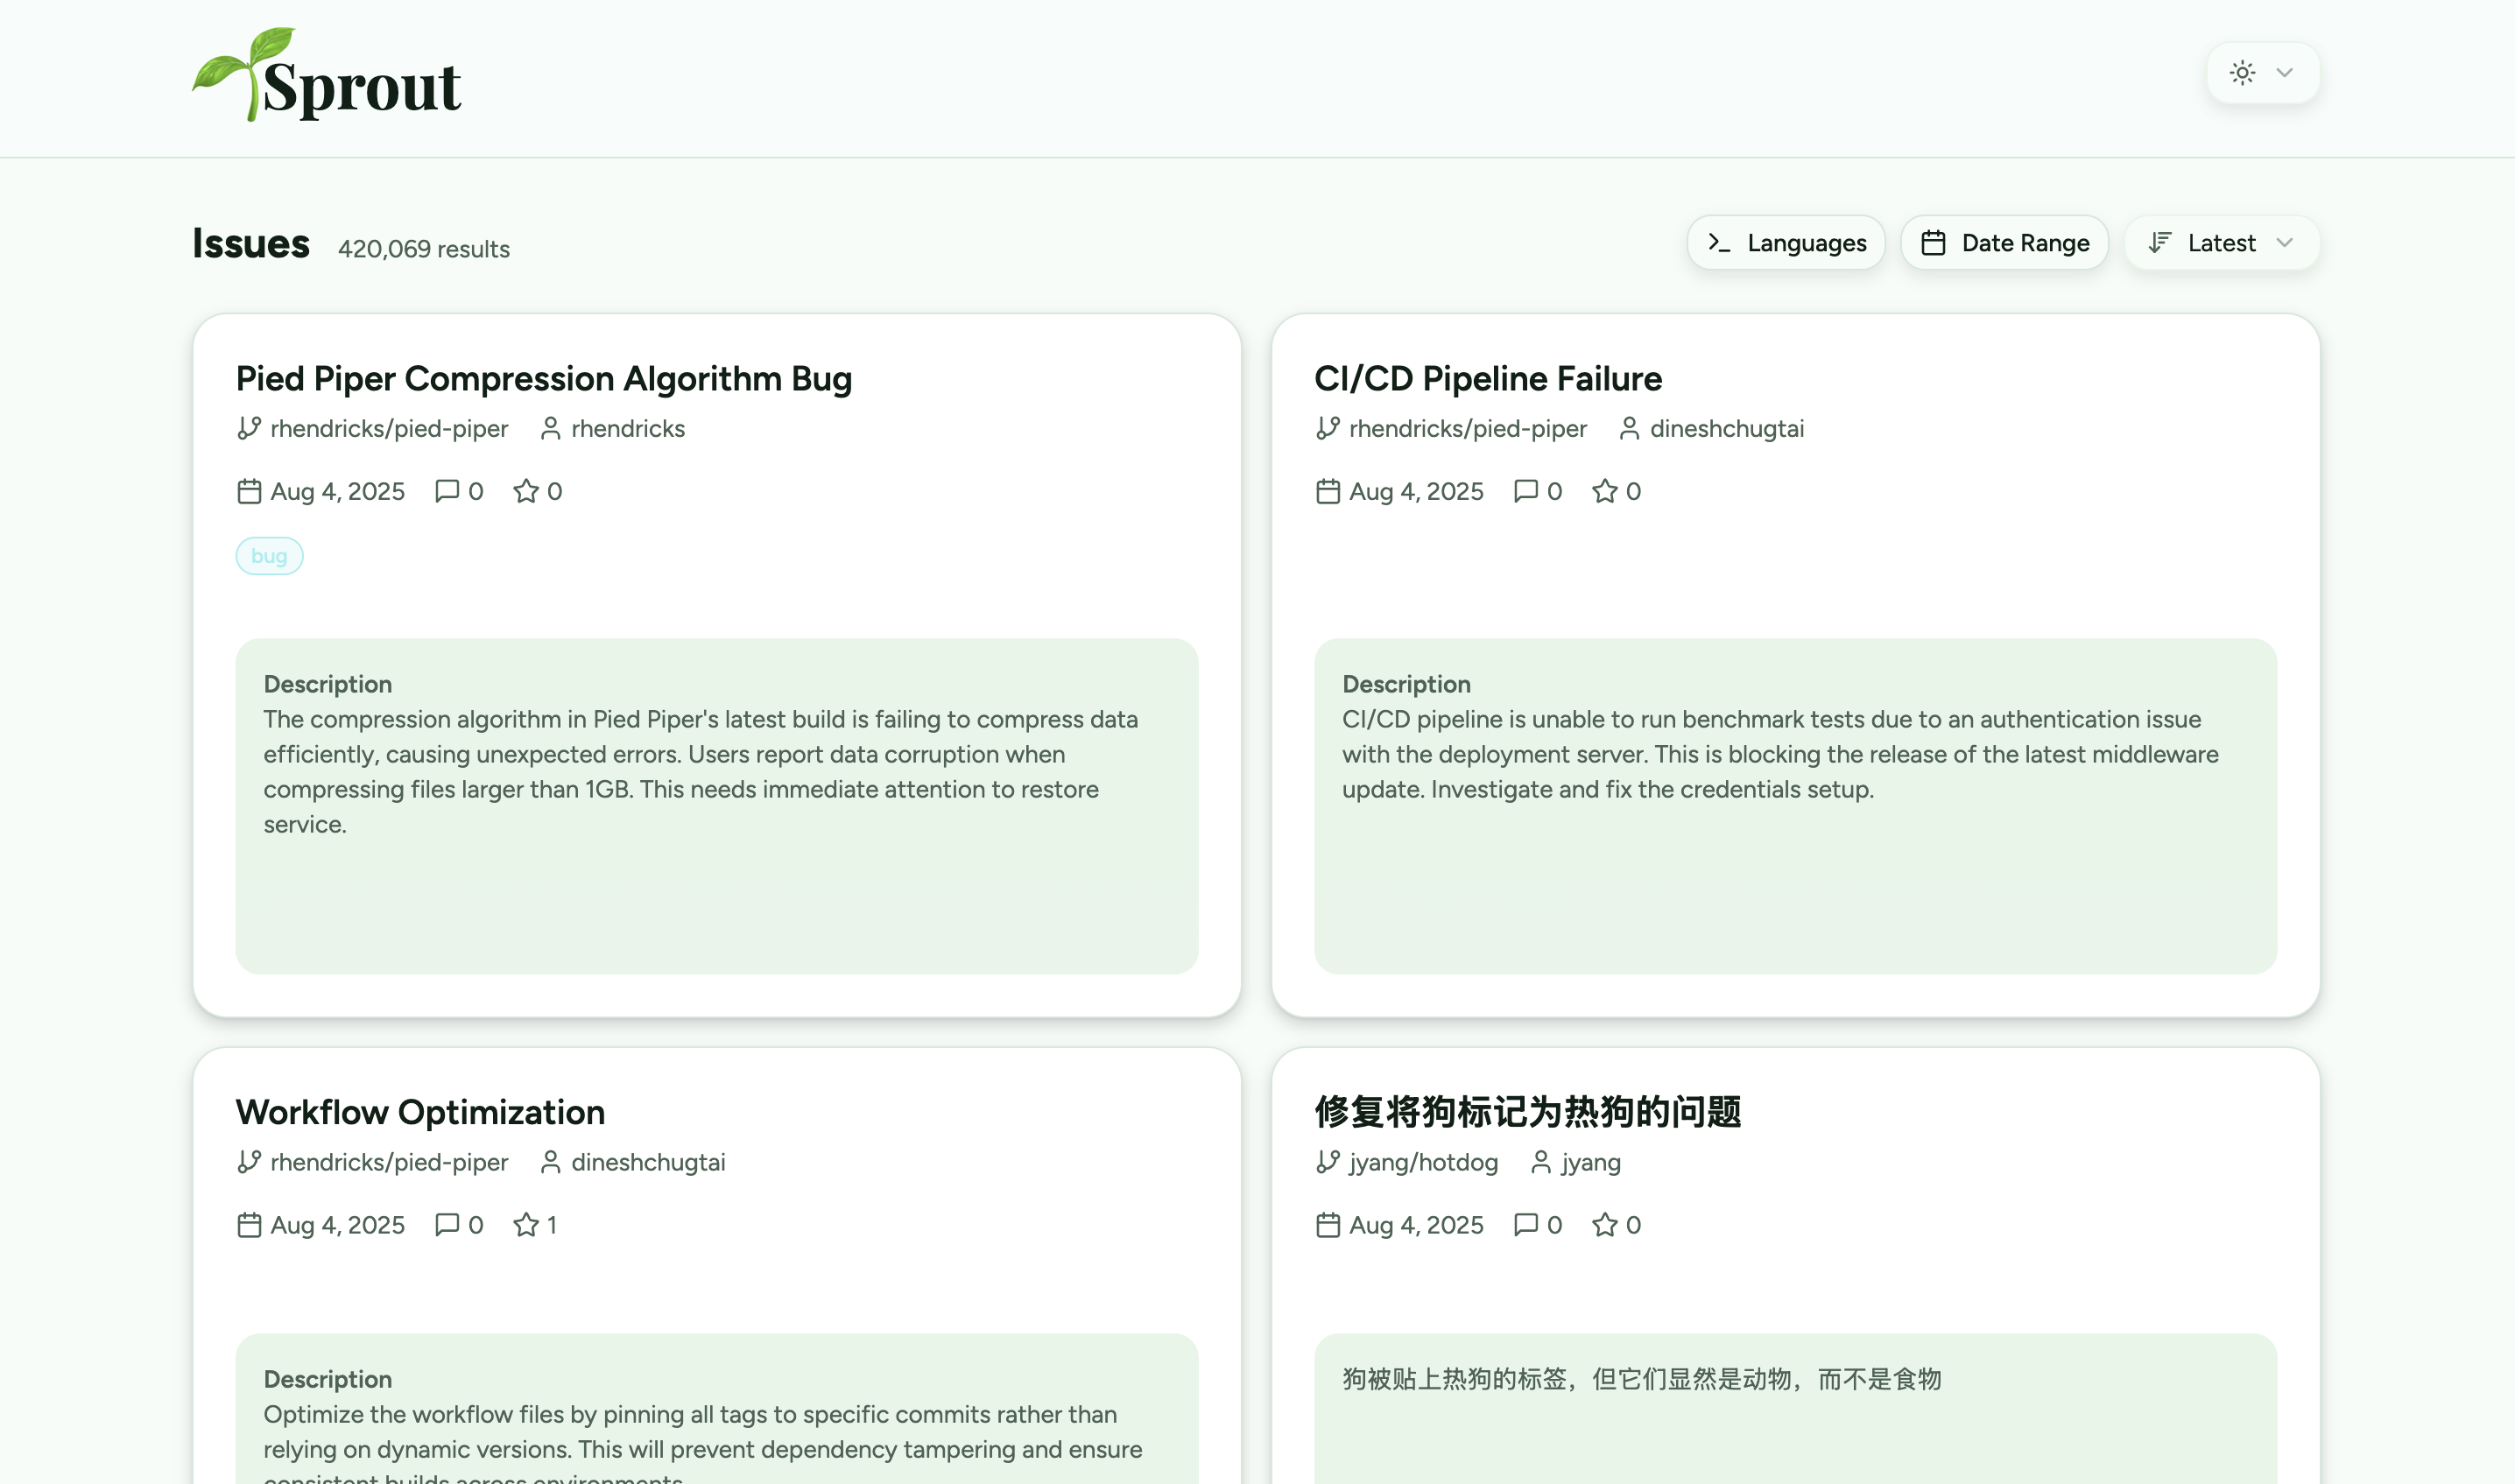 Sprout
Issues 420,069 results
Languages Date Range Latest
Pied Piper Compression Algorithm Bug
rhendricks/pied-piper rhendricks
Aug 4, 2025 0 0
bug
Description
The compression algorithm in Pied Piper's latest build is failing to compress data
efficiently, causing unexpected errors. Users report data corruption when
compressing files larger than 1GB. This needs immediate attention to restore
service.
CI/CD Pipeline Failure
rhendricks/pied-piper dineshchugtai
Aug 4, 2025 0 0
Description
CI/CD pipeline is unable to run benchmark tests due to an authentication issue
with the deployment server. This is blocking the release of the latest middleware
update. Investigate and fix the credentials setup.
Workflow Optimization
rhendricks/pied-piper dineshchugtai
Aug 4, 2025 0 1
Description
Optimize the workflow files by pinning all tags to specific commits rather than
relying on dynamic versions. This will prevent dependency tampering and ensure
consistent builds across environments.
修复将狗标记为热狗的问题
jyang/hotdog jyang
Aug 4, 2025 0 0
狗被贴上热狗的标签，但它们显然是动物，而不是食物